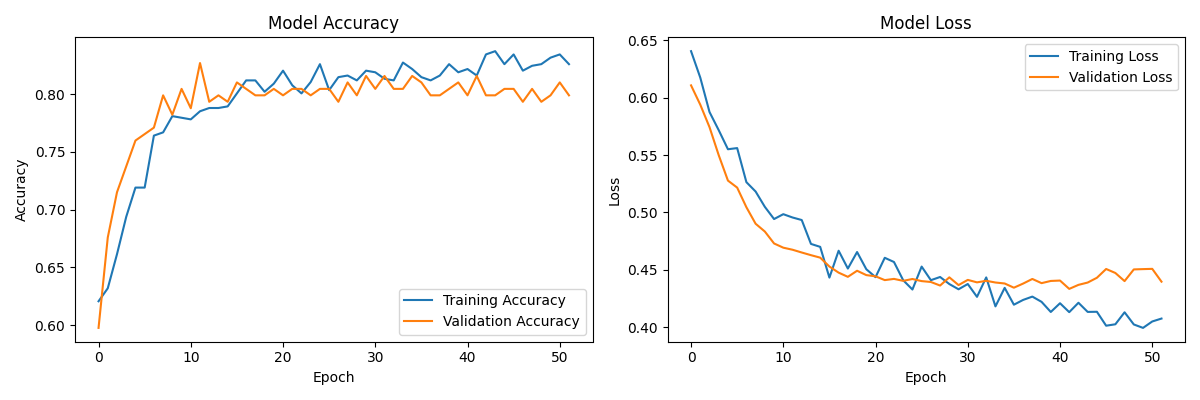 Model Accuracy
Accuracy
0.80
0.75
0.70
0.65
0.60
0 10 20 30 40 50
Epoch
Training Accuracy
Validation Accuracy
Model Loss
Loss
0.65
0.60
0.55
0.50
0.45
0.40
0 10 20 30 40 50
Epoch
Training Loss
Validation Loss